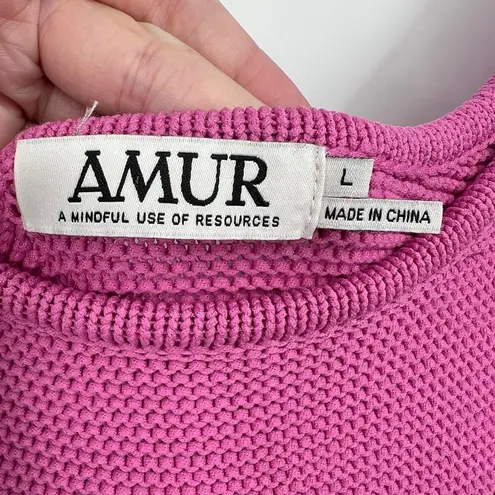 AMUR
A MINDFUL USE OF RESOURCES
L
MADE IN CHINA